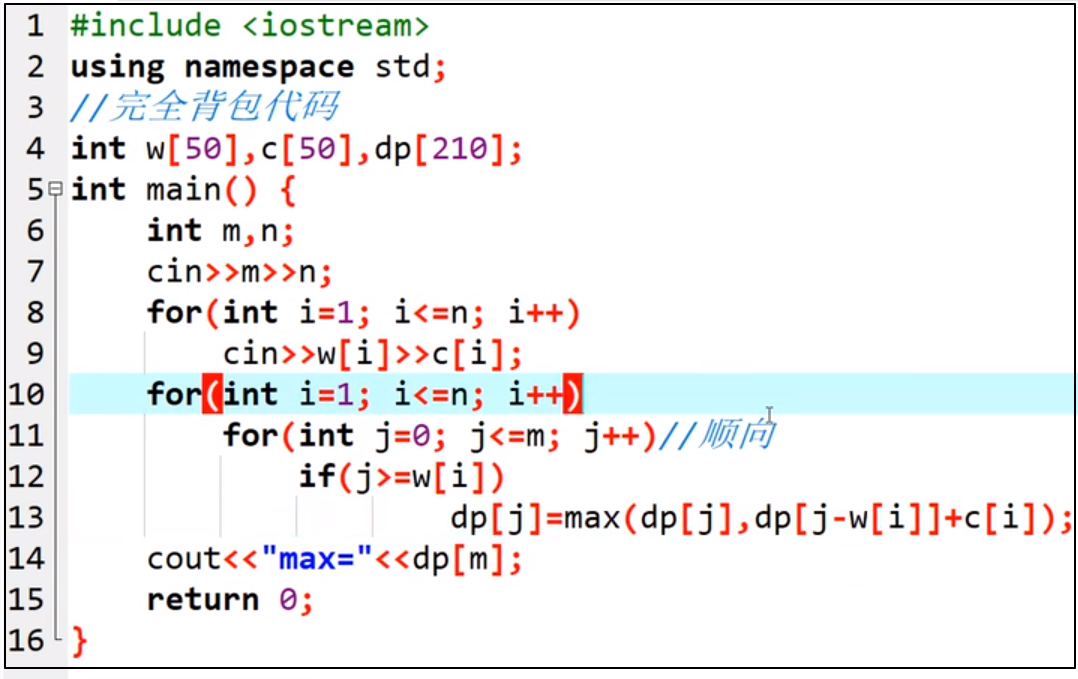 1 #include <iostream>
2 using namespace std;
3 //完全背包代码
4 int w[50],c[50],dp[210];
5 int main() {
6 int m,n;
7 cin>>m>>n;
8 for(int i=1; i<=n; i++)
9 cin>>w[i]>>c[i];
10 for(int i=1; i<=n; i++)
11 for(int j=0; j<=m; j++)//顺向
12 if(j>=w[i])
13 dp[j]=max(dp[j],dp[j-w[i]]+c[i]);
14 cout<<"max="<<dp[m];
15 return 0;
16 }